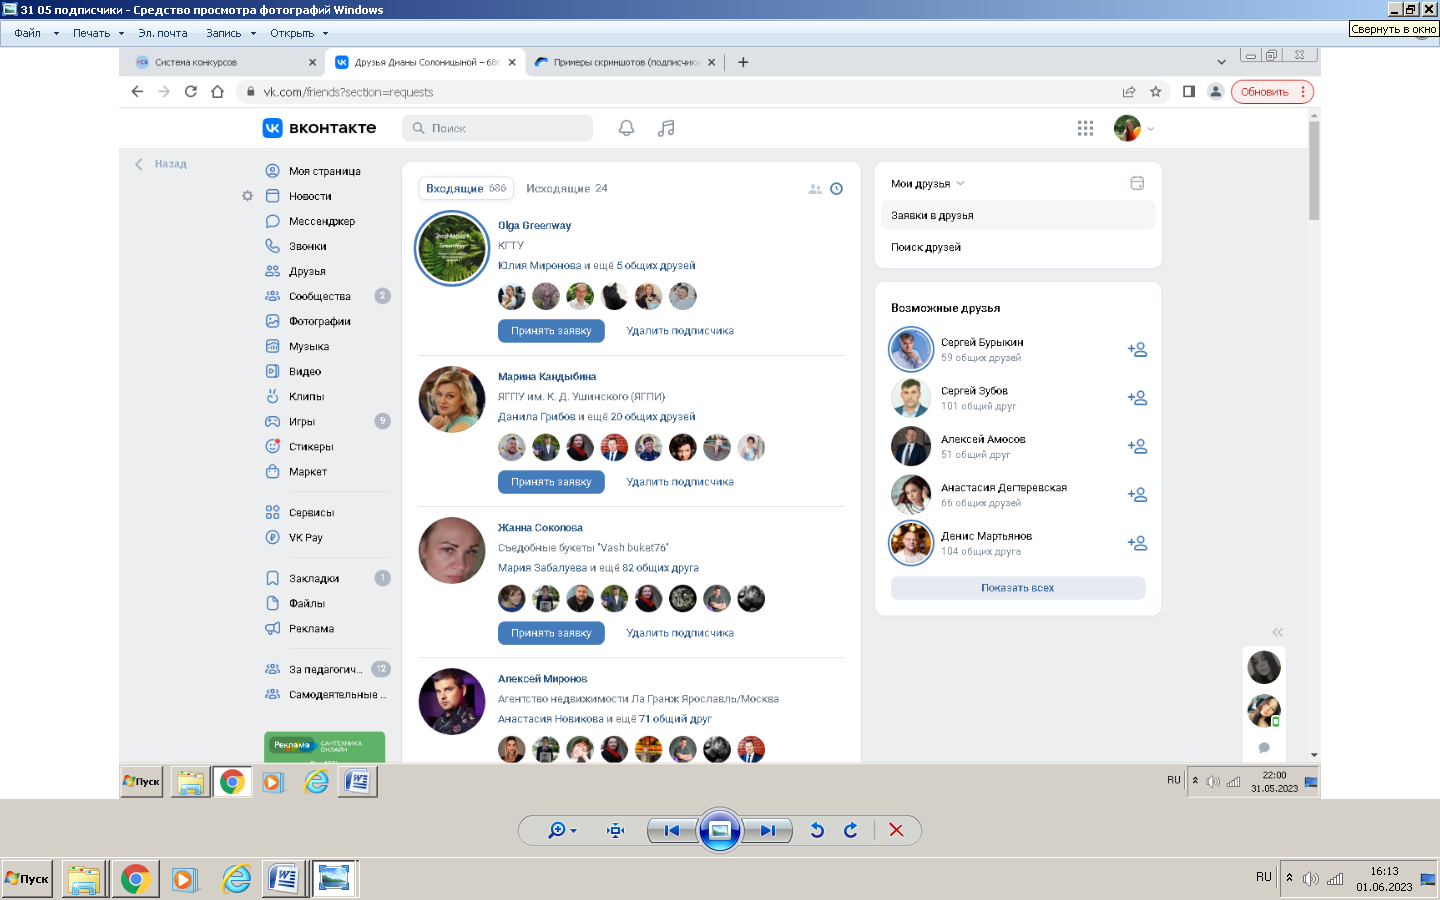 31 05 подписчики - Средство просмотра фотографий Windows
Файл Печать Эл. почта Запись Открыть
Свернуть в окно
Система конкурсов
Друзья Дианы Солоницыной – 686
Примеры скриншотов (подписчики
vk.com/friends?section=requests
Обновить
вконтакте
Поиск
Назад
Моя страница
Новости
Мессенджер
Звонки
Друзья
Сообщества 2
Фотографии
Музыка
Видео
Клипы
Игры 9
Стикеры
Маркет
Сервисы
VK Pay
Закладки 1
Файлы
Реклама
За педагогич... 12
Самодеятельные ..
Реклама
САНТЕХНИКА
ОНЛАЙН
Входящие 686 Исходящие 24
Olga Greenway
КГТУ
Юлия Миронова и ещё 5 общих друзей
Принять заявку Удалить подписчика
Марина Кандыбина
ЯГПУ им. К. Д. Ушинского (ЯГПИ)
Данила Грибов и ещё 20 общих друзей
Принять заявку Удалить подписчика
Жанна Соколова
Съедобные букеты "Vash buket76"
Мария Забалуева и ещё 82 общих друга
Принять заявку Удалить подписчика
Алексей Миронов
Агентство недвижимости Ла Гранж Ярославль/Москва
Анастасия Новикова и ещё 71 общий друг
Мои друзья
Заявки в друзья
Поиск друзей
Возможные друзья
Сергей Бурыкин
59 общих друзей
Сергей Зубов
101 общий друг
Алексей Амосов
51 общий друг
Анастасия Дегтеревская
66 общих друзей
Денис Мартьянов
104 общих друга
Показать всех
Пуск
RU
22:00
31.05.2023
Пуск
RU
16:13
01.06.2023